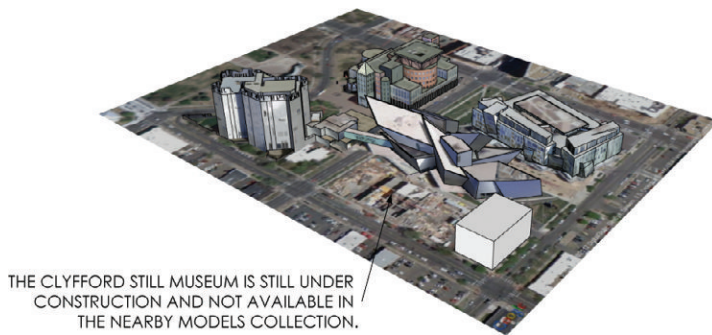 THE CLYFFORD STILL MUSEUM IS STILL UNDER
CONSTRUCTION AND NOT AVAILABLE IN
THE NEARBY MODELS COLLECTION.